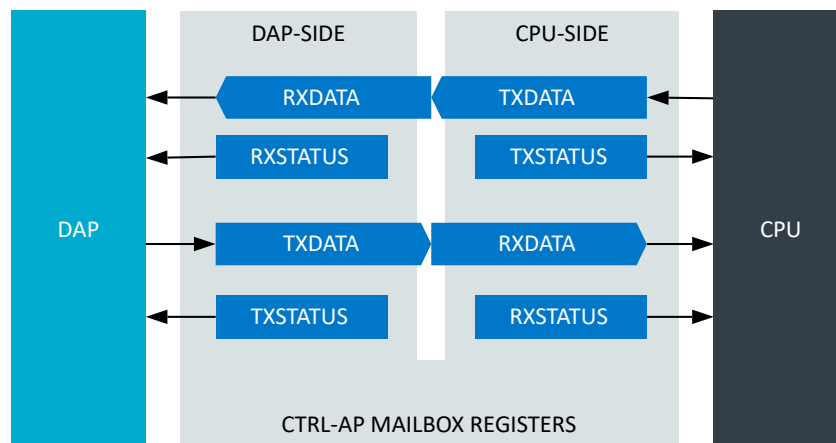 DAP-SIDE CPU-SIDE
RXDATA TXDATA
RXSTATUS TXSTATUS
DAP CPU
TXDATA RXDATA
TXSTATUS RXSTATUS
CTRL-AP MAILBOX REGISTERS